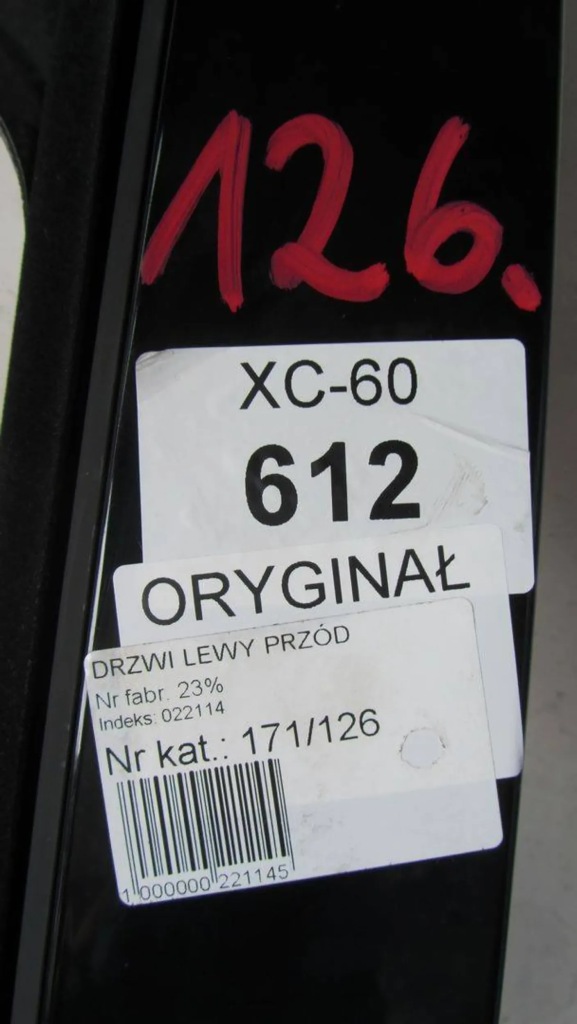 126.
XC-60
612
ORYGINAŁ
DRZWI LEWY PRZÓD
Nr fabr. 23%
Indeks: 022114
Nr kat.: 171/126
1 000000 221145